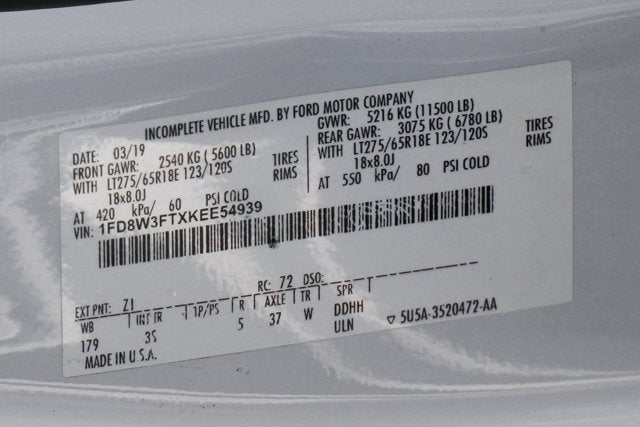 INCOMPLETE VEHICLE MFD. BY FORD MOTOR COMPANY
DATE: 03/19 GVWR: 5216 KG (11500 LB)
FRONT GAWR: 2540 KG (5600 LB) REAR GAWR: 3075 KG (6780 LB)
WITH LT275/65R18E 123/120S TIRES WITH LT275/65R18E 123/120S TIRES
18x8.0J RIMS 18x8.0J RIMS
AT 420 kPa/ 60 PSI COLD AT 550 kPa/ 80 PSI COLD
VIN: 1FD8W3FTXKEE54939
EXT PNT: Z1 RC: 72 DSO:
WB INT TR TP/PS R AXLE TR SPR
179 3S 5 37 W DDHH
ULN ▽ 5U5A-3520472-AA
MADE IN U.S.A.